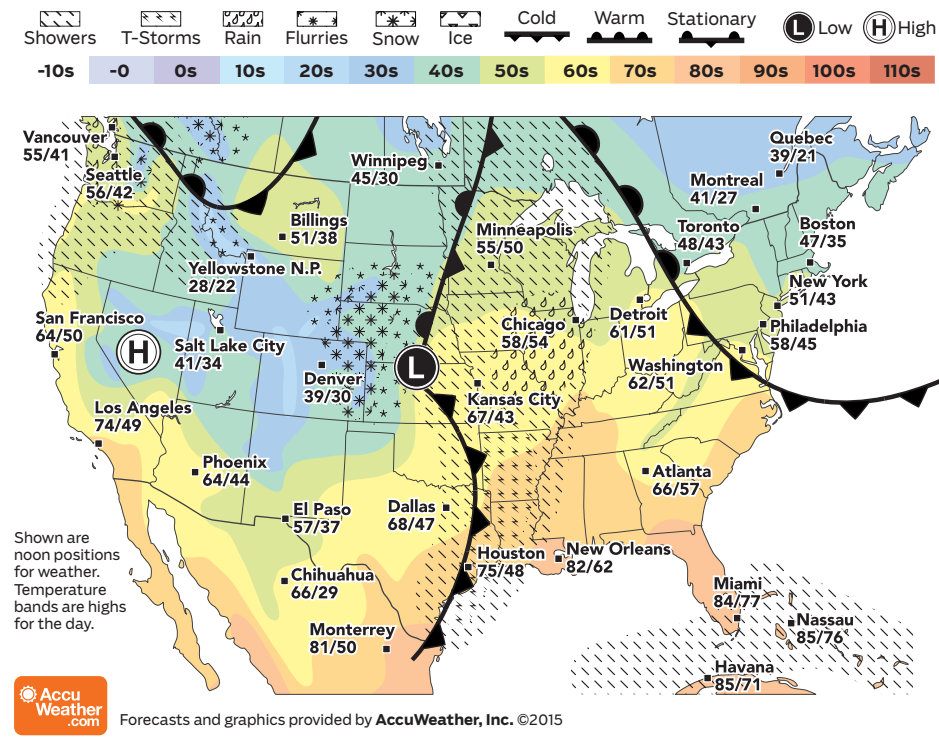 Showers
T-Storms
Rain
Flurries
Snow
Ice
Cold
Warm
Stationary
L Low
H High
-10s -0 0s 10s 20s 30s 40s 50s 60s 70s 80s 90s 100s 110s
Vancouver
55/41
Seattle
56/42
Winnipeg
45/30
Quebec
39/21
Montreal
41/27
Billings
51/38
Minneapolis
55/50
Toronto
48/43
Boston
47/35
Yellowstone N.P.
28/22
New York
51/43
San Francisco
64/50
H
Salt Lake City
41/34
Chicago
58/54
Detroit
61/51
Philadelphia
58/45
L
Denver
39/30
Washington
62/51
Kansas City
67/43
Los Angeles
74/49
Phoenix
64/44
Atlanta
66/57
El Paso
57/37
Dallas
68/47
Houston
75/48
New Orleans
82/62
Shown are
noon positions
for weather.
Temperature
bands are highs
for the day.
Chihuahua
66/29
Miami
84/77
Nassau
85/76
Monterrey
81/50
Havana
85/71
Accu
Weather
.com
Forecasts and graphics provided by AccuWeather, Inc. ©2015